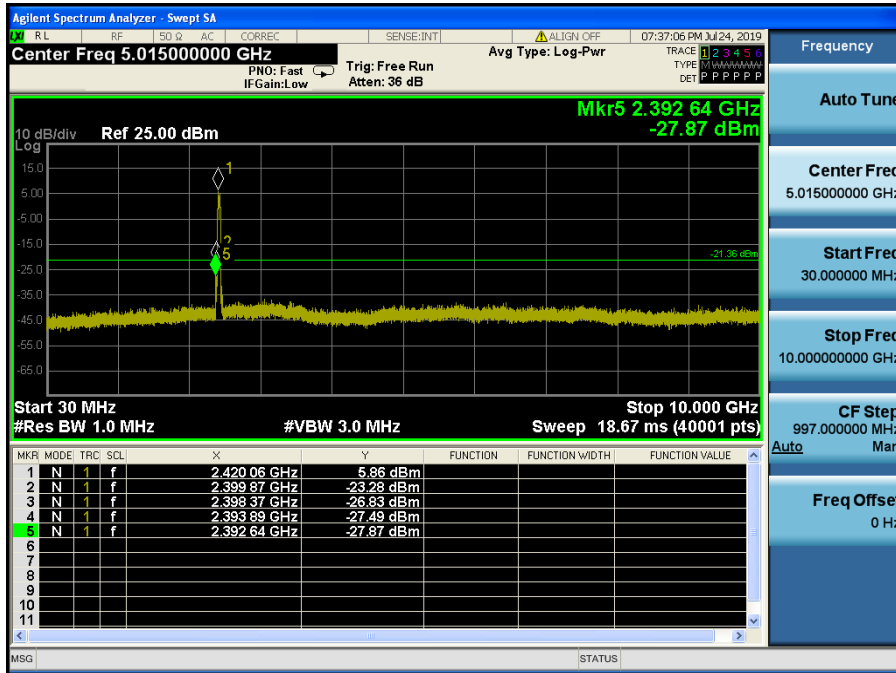 Agilent Spectrum Analyzer - Swept SA
LXI RL RF 50 Ω AC CORREC SENSE:INT ALIGN OFF 07:37:06 PM Jul 24, 2019
Center Freq 5.015000000 GHz
PNO: Fast
IFGain:Low
Trig: Free Run
Atten: 36 dB
Avg Type: Log-Pwr
TRACE 1 2 3 4 5 6
TYPE M W W W W W
DET P P P P P P
Frequency
Mkr5 2.392 64 GHz
-27.87 dBm
10 dB/div Ref 25.00 dBm
Log
15.0
5.00
-5.00
-15.0
-25.0
-35.0
-45.0
-55.0
-65.0
1
2
5
-21.36 dBm
Start 30 MHz Stop 10.000 GHz
#Res BW 1.0 MHz #VBW 3.0 MHz Sweep 18.67 ms (40001 pts)
MKR MODE TRC SCL X Y FUNCTION FUNCTION WIDTH FUNCTION VALUE
1 N 1 f 2.420 06 GHz 5.86 dBm
2 N 1 f 2.399 87 GHz -23.28 dBm
3 N 1 f 2.398 37 GHz -26.83 dBm
4 N 1 f 2.393 89 GHz -27.49 dBm
5 N 1 f 2.392 64 GHz -27.87 dBm
6
7
8
9
10
11
MSG STATUS
Auto Tune
Center Freq
5.015000000 GHz
Start Freq
30.000000 MHz
Stop Freq
10.000000000 GHz
CF Step
997.000000 MHz
Auto Man
Freq Offset
0 Hz